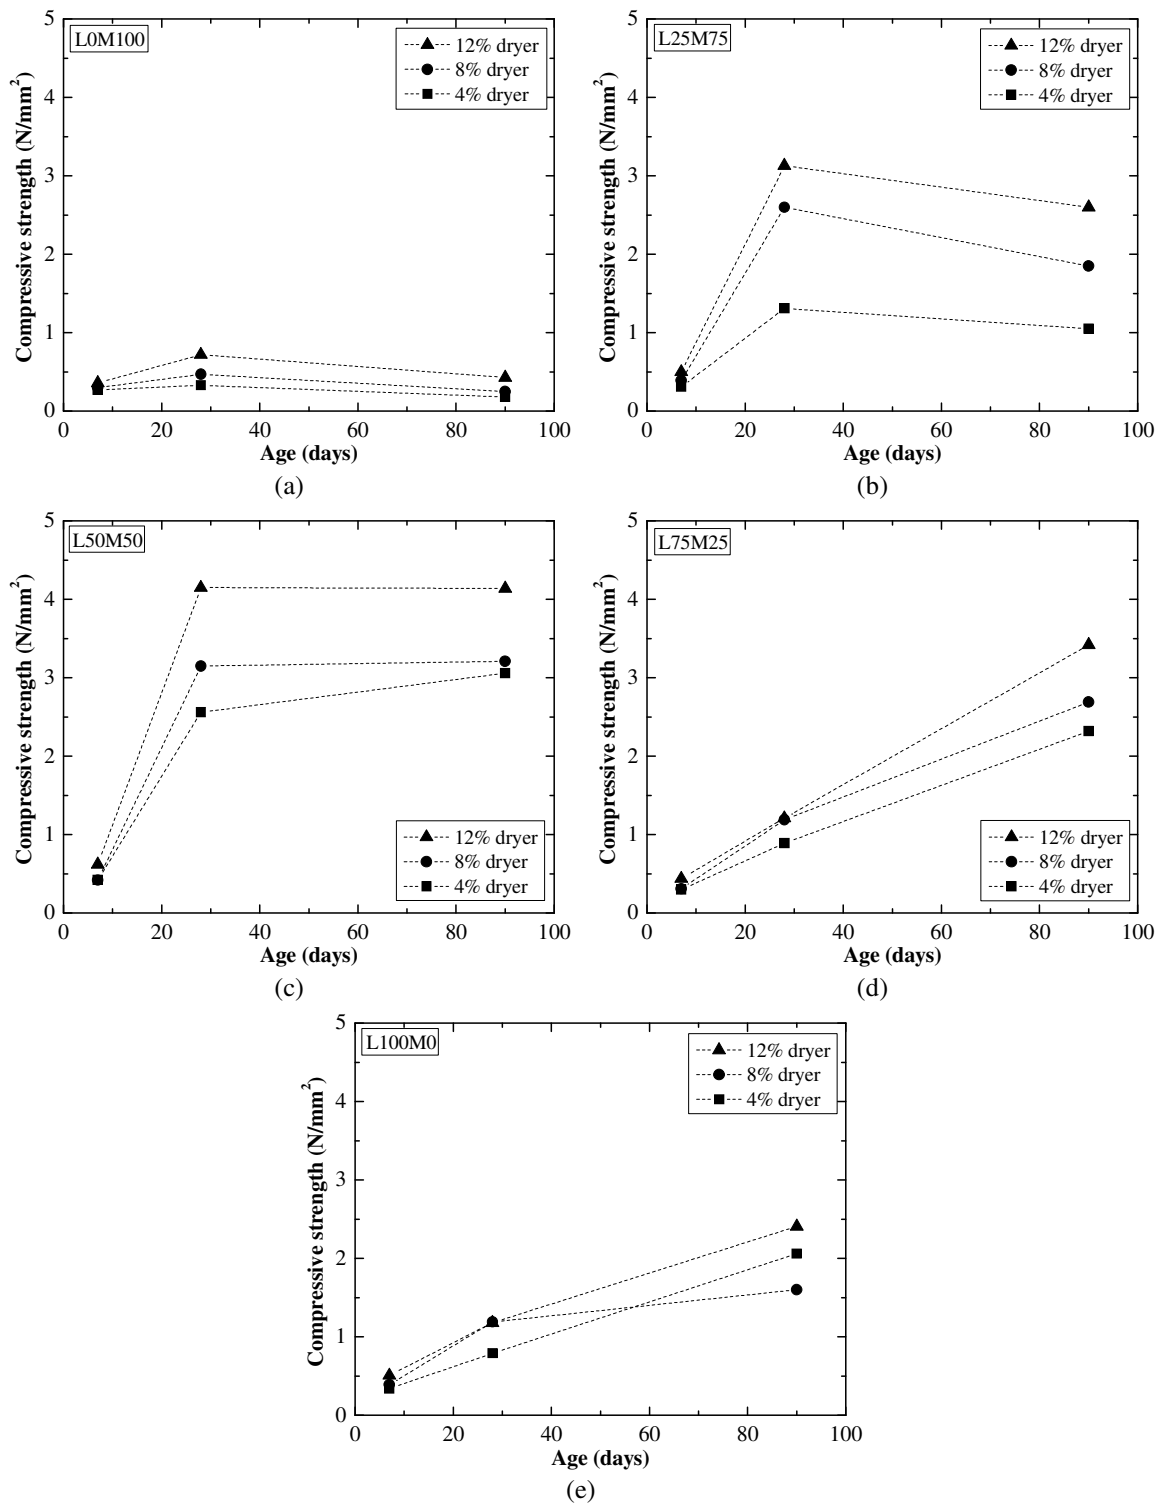 L0M100
12% dryer
8% dryer
4% dryer
5
4
3
2
1
0
Compressive strength (N/mm²)
0 20 40 60 80 100
Age (days)
(a)
L25M75
12% dryer
8% dryer
4% dryer
5
4
3
2
1
0
Compressive strength (N/mm²)
0 20 40 60 80 100
Age (days)
(b)
L50M50
12% dryer
8% dryer
4% dryer
5
4
3
2
1
0
Compressive strength (N/mm²)
0 20 40 60 80 100
Age (days)
(c)
L75M25
12% dryer
8% dryer
4% dryer
5
4
3
2
1
0
Compressive strength (N/mm²)
0 20 40 60 80 100
Age (days)
(d)
L100M0
12% dryer
8% dryer
4% dryer
5
4
3
2
1
0
Compressive strength (N/mm²)
0 20 40 60 80 100
Age (days)
(e)